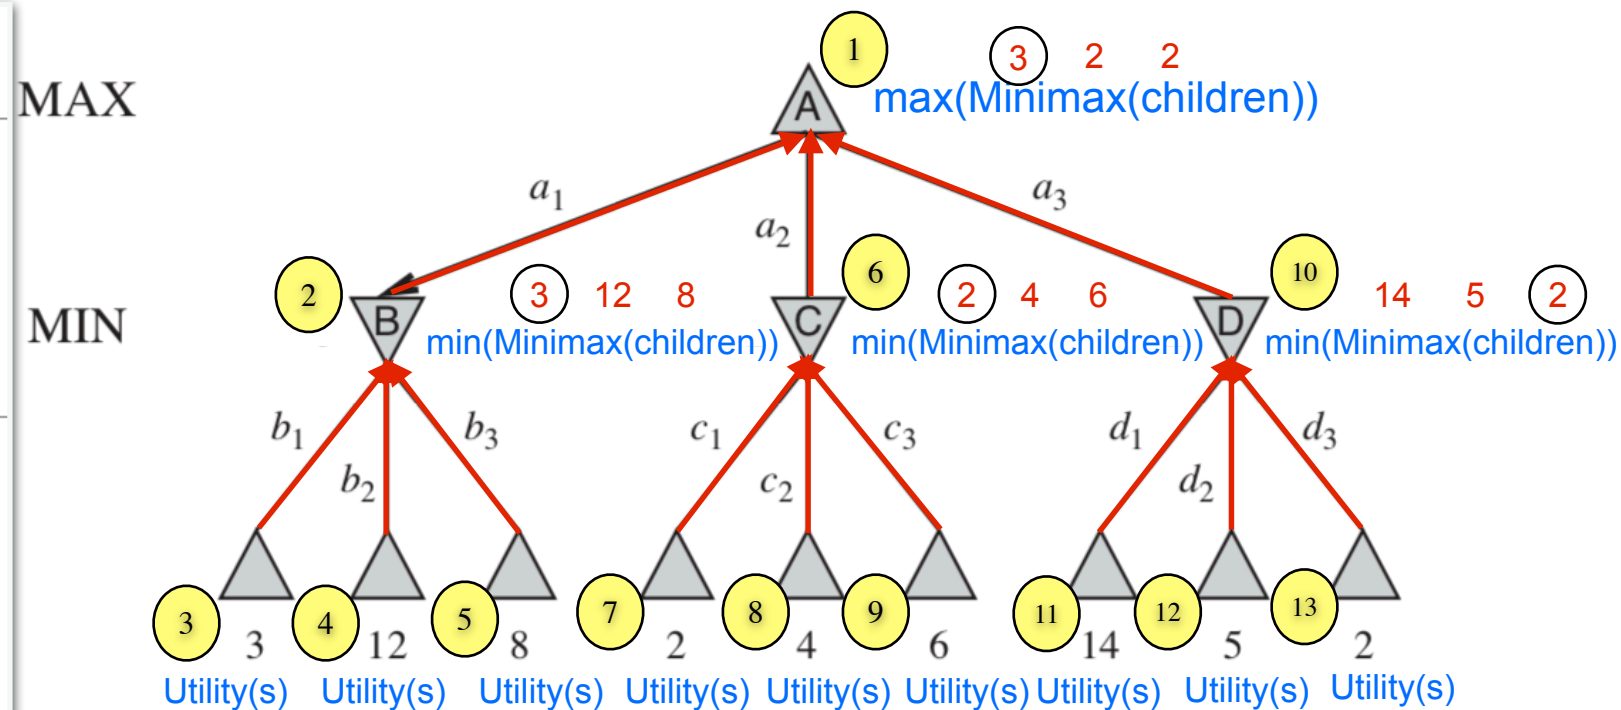 1 3 2 2
MAX A max(Minimax(children))
a1 a2 a3
2 3 12 8 6 2 4 6 10 14 5 2
MIN B min(Minimax(children)) C min(Minimax(children)) D min(Minimax(children))
b1 b2 b3 c1 c2 c3 d1 d2 d3
3 4 5 7 8 9 11 12 13
3 12 8 2 4 6 14 5 2
Utility(s) Utility(s) Utility(s) Utility(s) Utility(s) Utility(s) Utility(s) Utility(s) Utility(s)